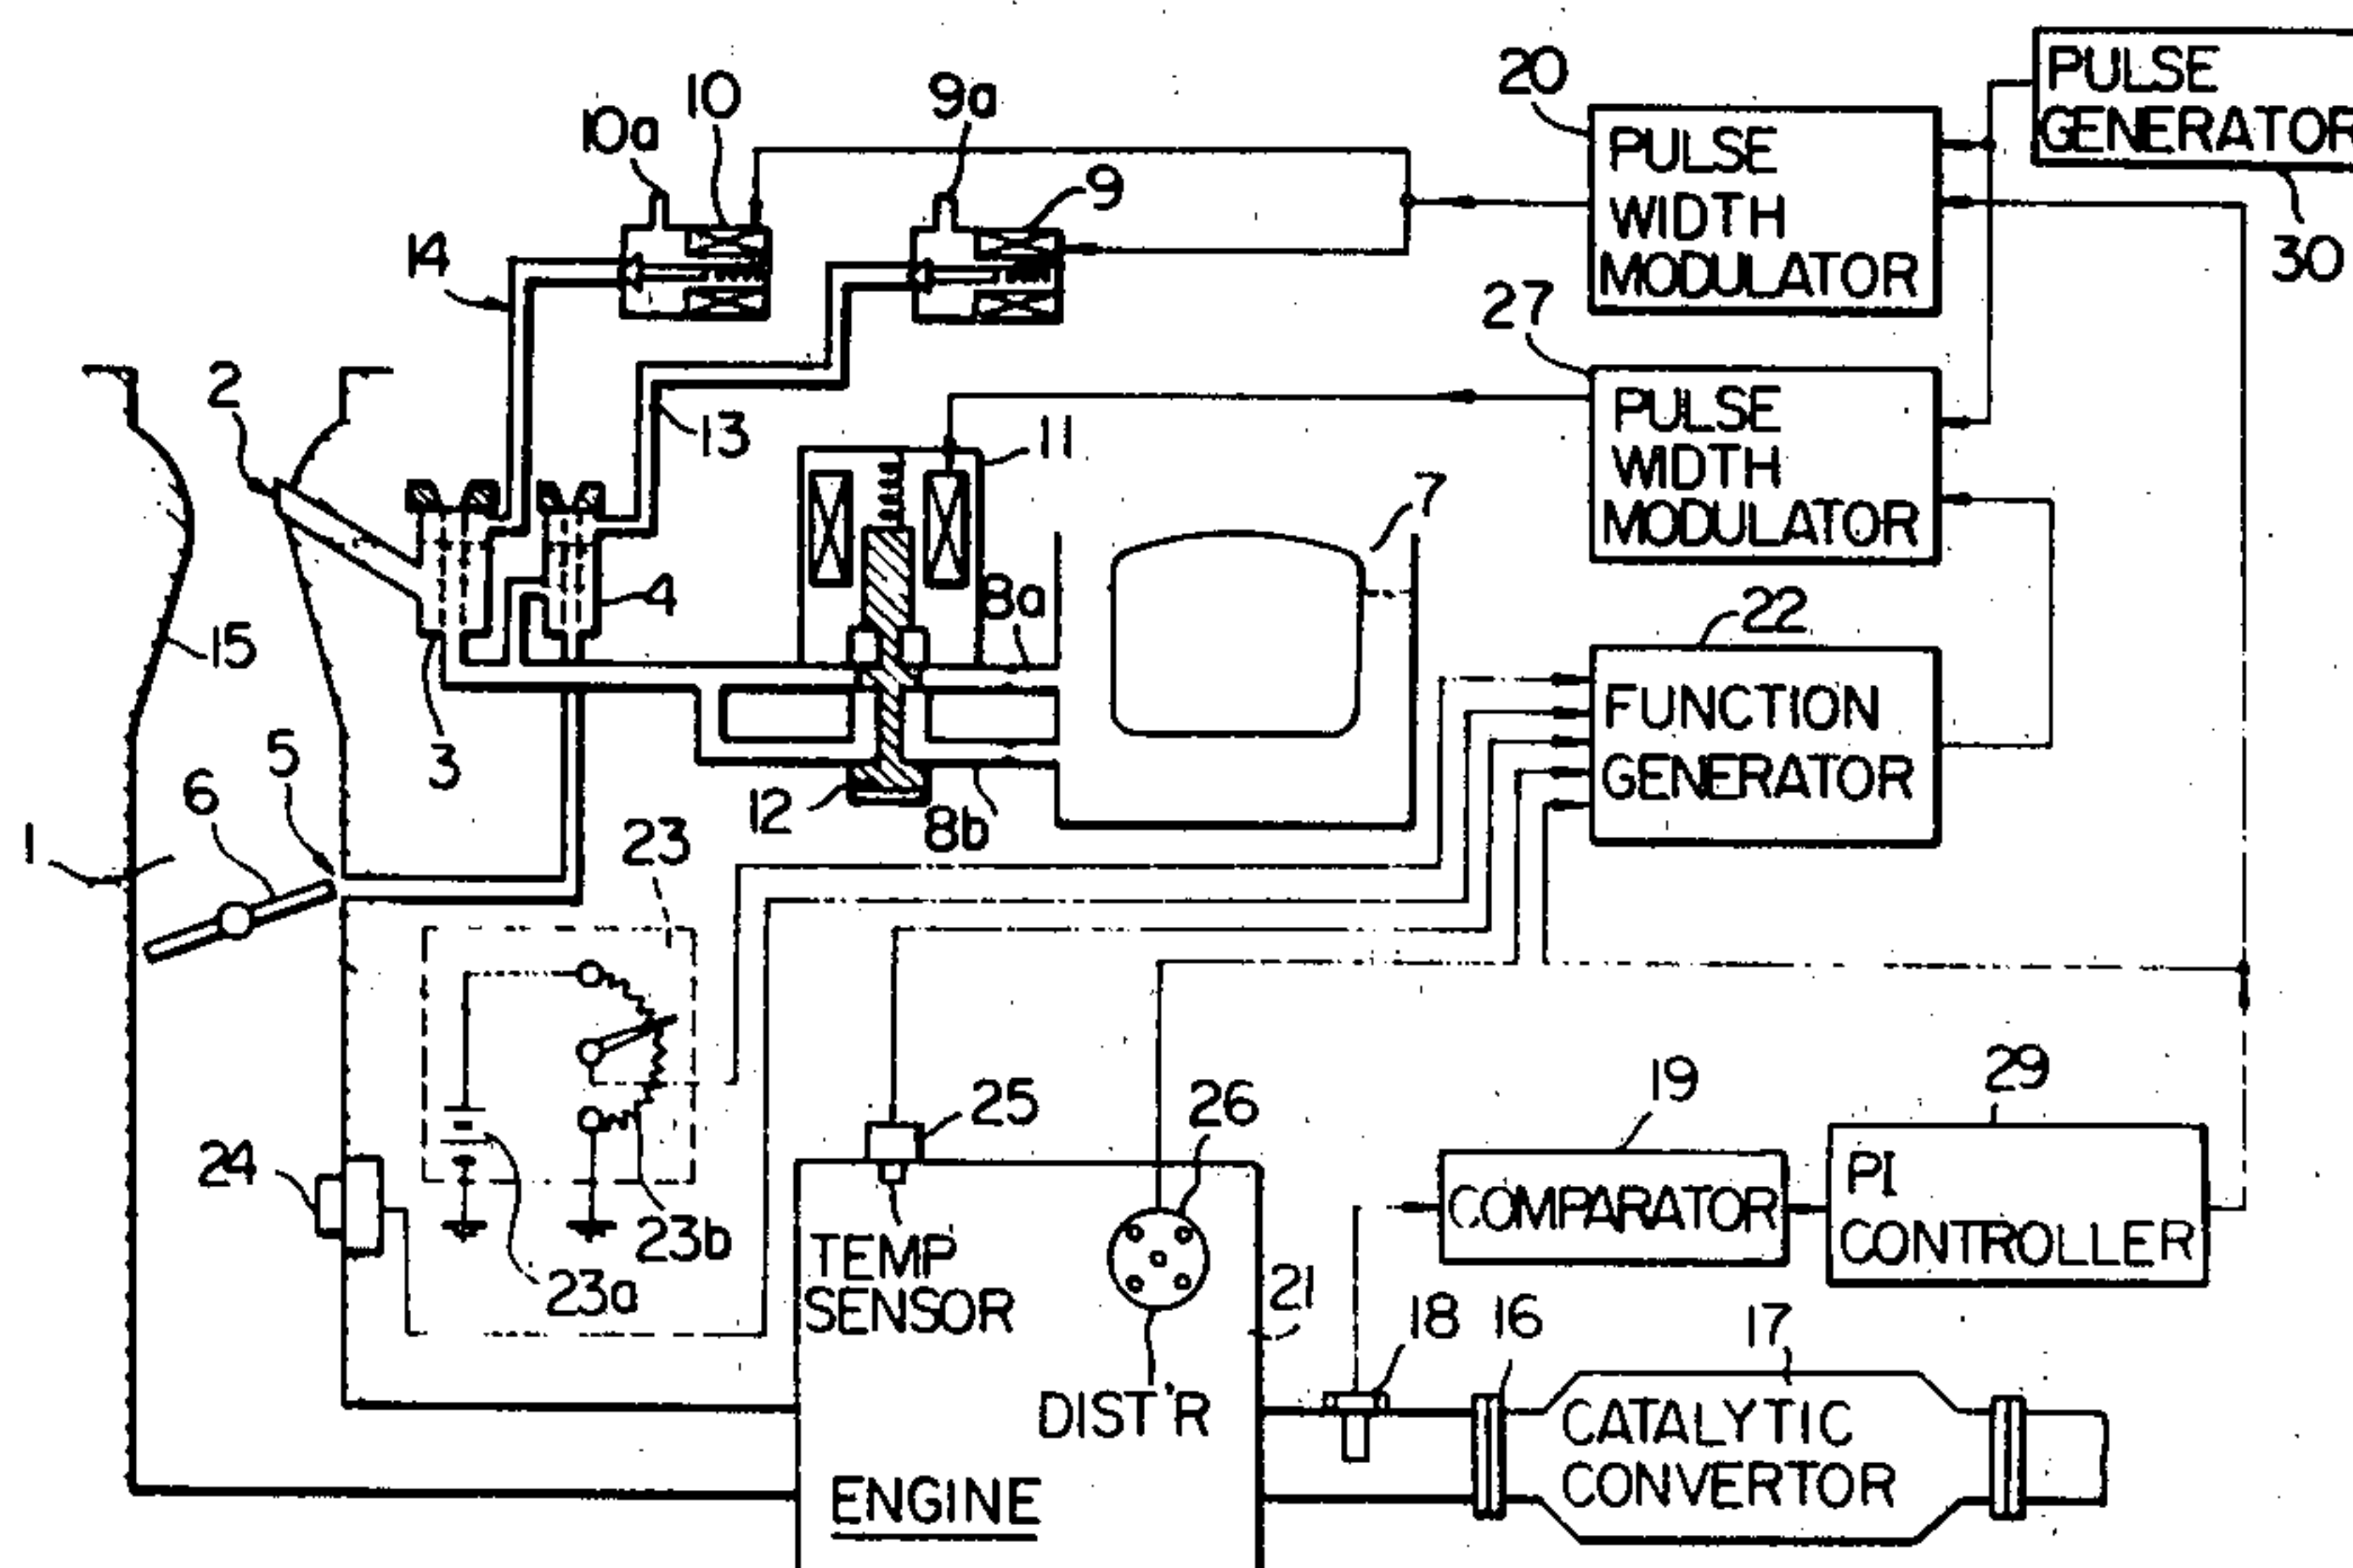 20
PULSE
GENERATOR
30
10
9a
10a
PULSE
WIDTH
MODULATOR
9
14
27
2
PULSE
WIDTH
MODULATOR
13
11
7
8a
4
22
15
FUNCTION
GENERATOR
3
5
6
12
8b
23
1
19
29
25
26
24
COMPARATOR
PI
CONTROLLER
23b
23a
TEMP
SENSOR
21
18
16
17
DIST'R
CATALYTIC
CONVERTOR
ENGINE